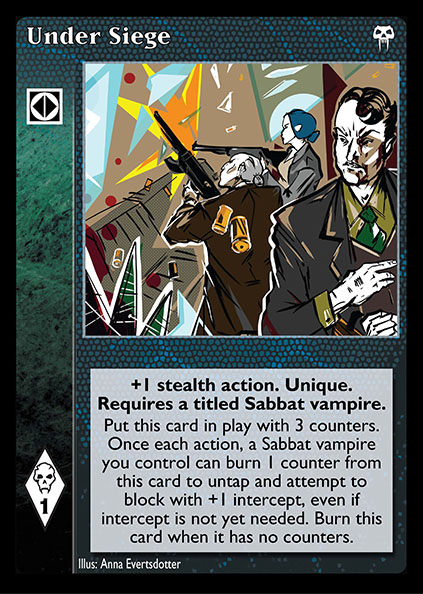 Under Siege
+1 stealth action. Unique.
Requires a titled Sabbat vampire.
Put this card in play with 3 counters.
Once each action, a Sabbat vampire
you control can burn 1 counter from
this card to untap and attempt to
block with +1 intercept, even if
intercept is not yet needed. Burn this
card when it has no counters.
1
Illus: Anna Evertsdotter